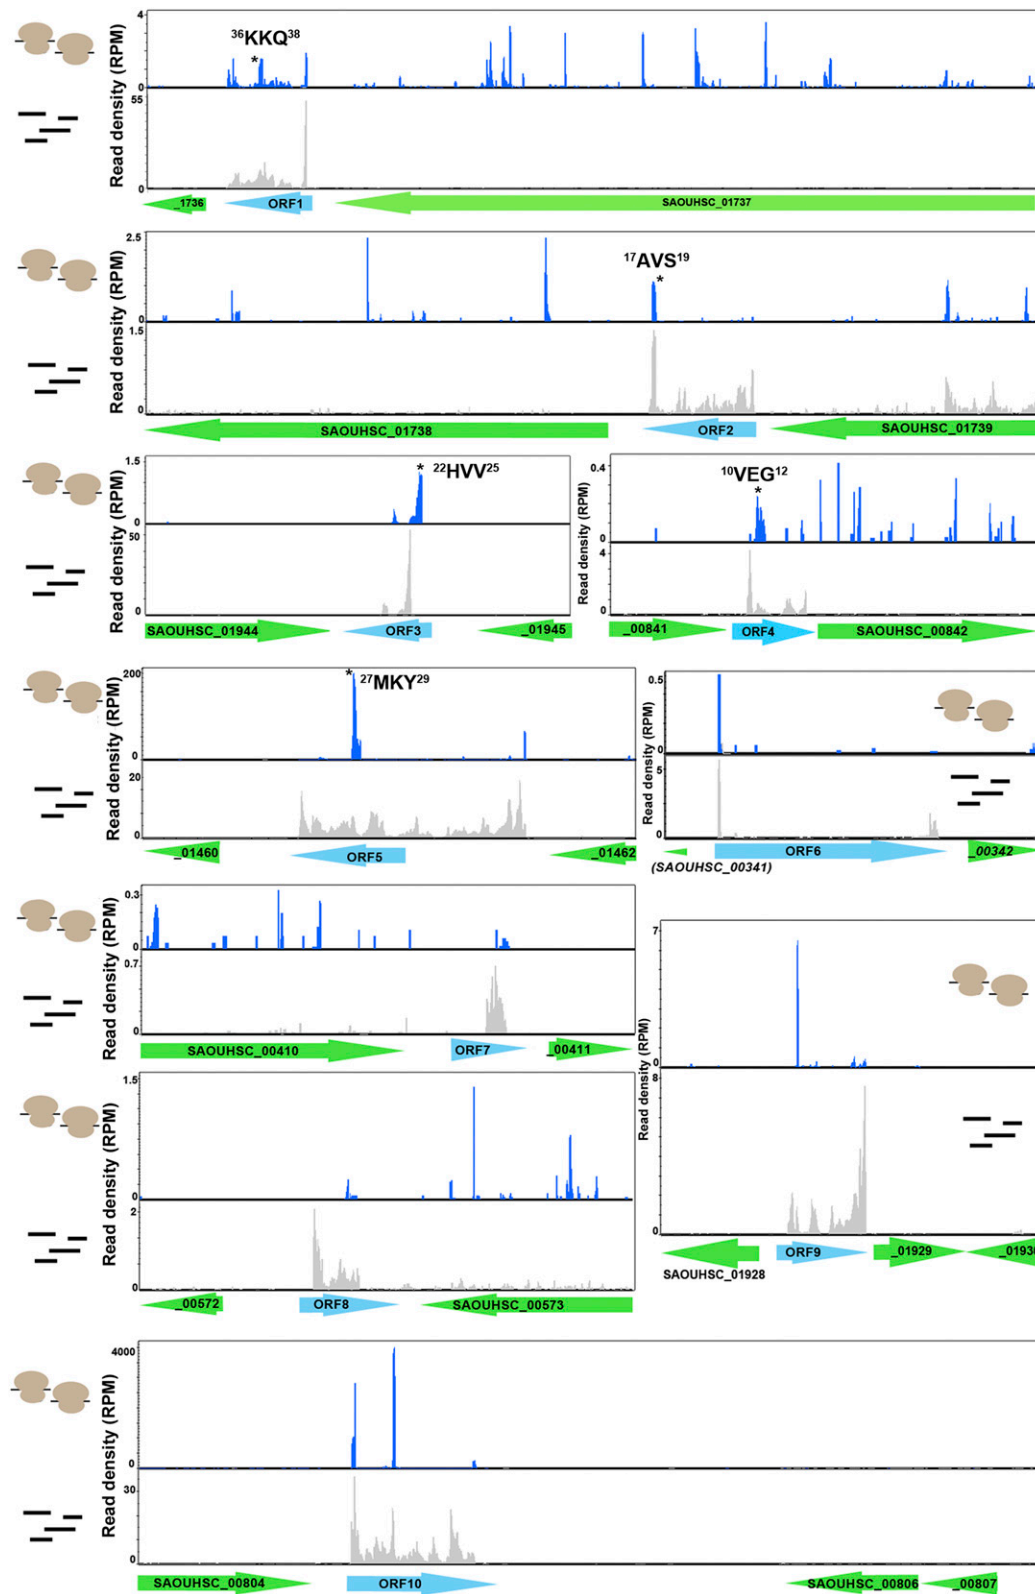 4
³⁶KKQ³⁸
*
0
Read density (RPM)
55
0
_1736
ORF1
SAOUHSC_01737
2.5
¹⁷AVS¹⁹
*
0
Read density (RPM)
1.5
0
SAOUHSC_01738
ORF2
SAOUHSC_01739
1.5
* ²²HVV²⁵
0
Read density (RPM)
50
0
SAOUHSC_01944
ORF3
_01945
0.4
¹⁰VEG¹²
*
0
Read density (RPM)
4
0
_00841
ORF4
SAOUHSC_00842
200
* ²⁷MKY²⁹
0
Read density (RPM)
20
0
_01460
ORF5
_01462
0.5
0
Read density (RPM)
5
0
(SAOUHSC_00341)
ORF6
_00342
0.3
0
Read density (RPM)
0.7
0
SAOUHSC_00410
ORF7
_00411
7
0
Read density (RPM)
8
0
SAOUHSC_01928
ORF9
_01929
_01930
1.5
0
Read density (RPM)
2
0
_00572
ORF8
SAOUHSC_00573
4000
0
Read density (RPM)
30
0
SAOUHSC_00804
ORF10
SAOUHSC_00806
_00807